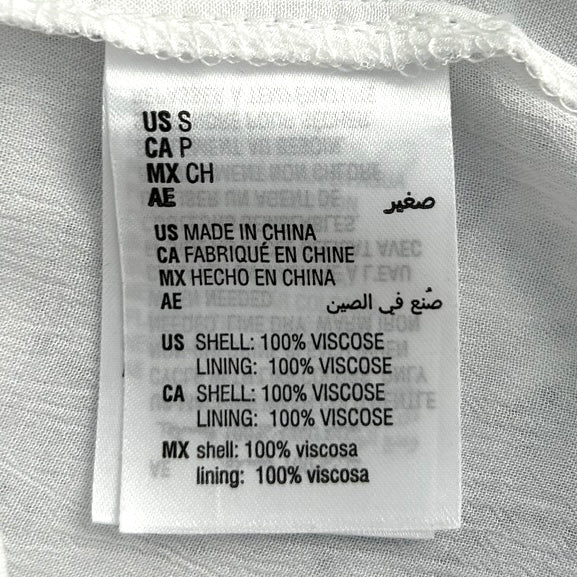 US S
CA P
MX CH
AE صغير
US MADE IN CHINA
CA FABRIQUÉ EN CHINE
MX HECHO EN CHINA
AE صُنع في الصين
US SHELL: 100% VISCOSE
LINING: 100% VISCOSE
CA SHELL: 100% VISCOSE
LINING: 100% VISCOSE
MX shell: 100% viscosa
lining: 100% viscosa